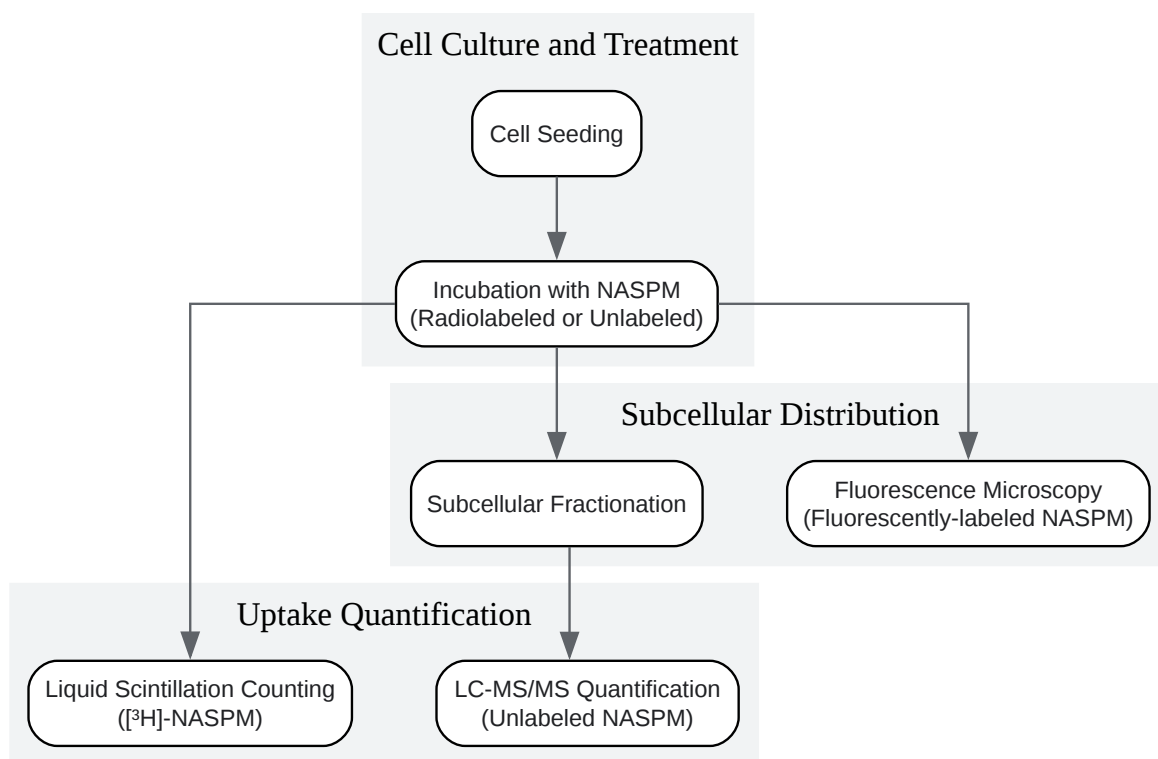 Cell Culture and Treatment
Cell Seeding
Incubation with NASPM
(Radiolabeled or Unlabeled)
Subcellular Distribution
Subcellular Fractionation
Fluorescence Microscopy
(Fluorescently-labeled NASPM)
Uptake Quantification
Liquid Scintillation Counting
([³H]-NASPM)
LC-MS/MS Quantification
(Unlabeled NASPM)